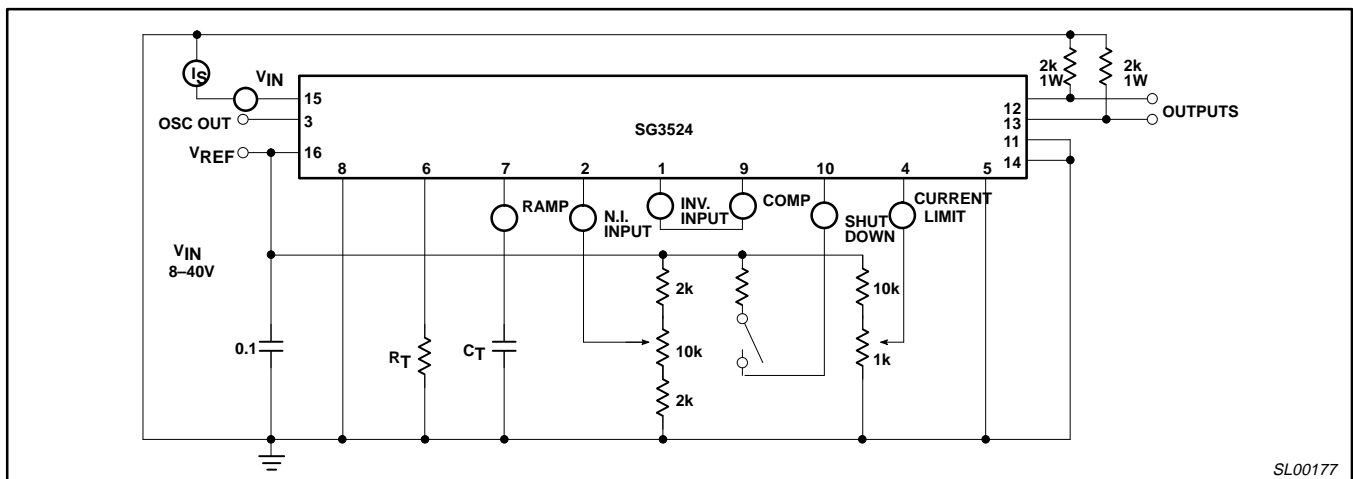 IS
VIN
2k
1W
2k
1W
15
12
OSC OUT
3
SG3524
13
OUTPUTS
VREF
16
11
14
8
6
7
2
1
9
10
4
5
RAMP
N.I.
INPUT
INV.
INPUT
COMP
SHUT
DOWN
CURRENT
LIMIT
VIN
8–40V
2k
10k
0.1
RT
CT
10k
1k
2k
SL00177